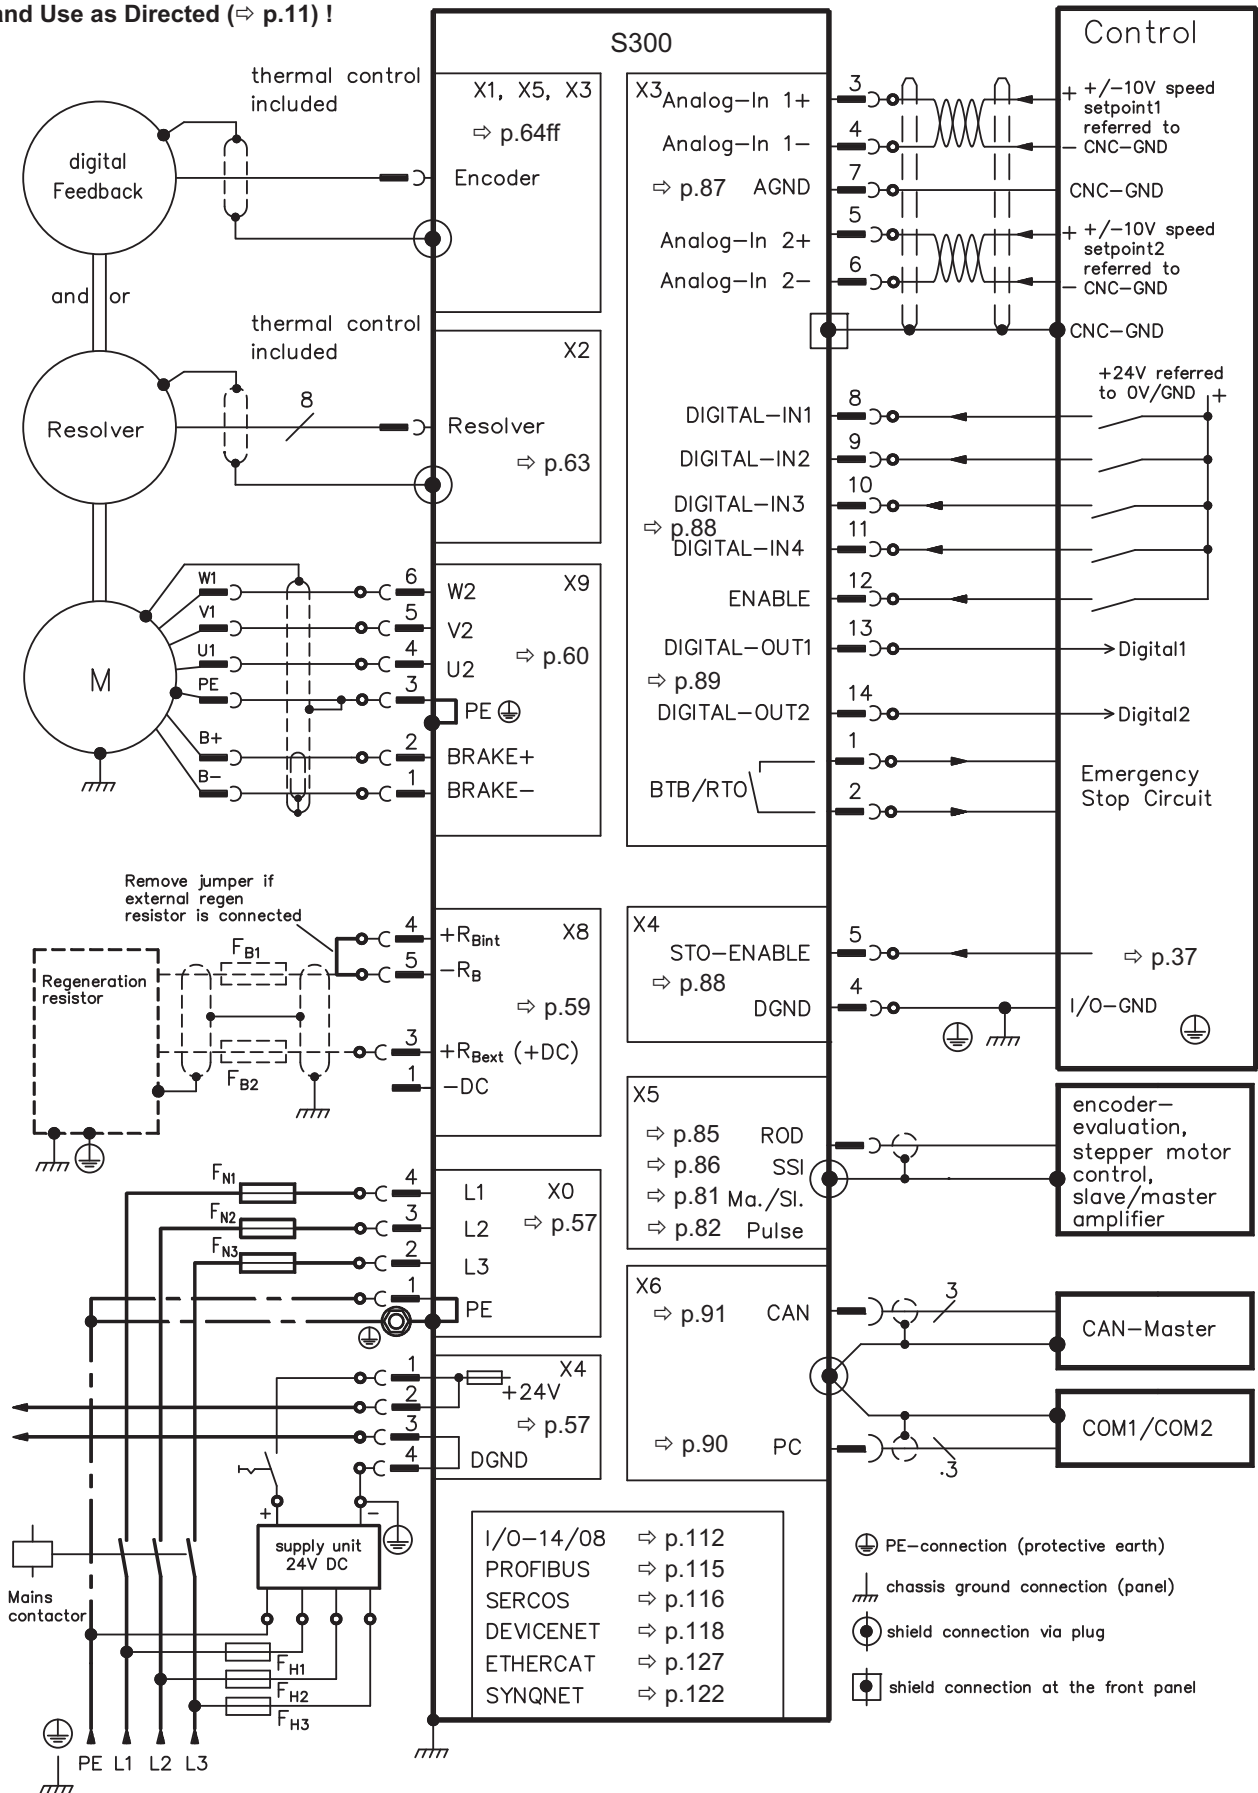 and Use as Directed (⇨ p.11) !
S300
Control
thermal control
included
digital
Feedback
X1, X5, X3
⇨ p.64ff
Encoder
and or
thermal control
included
Resolver
8
X2
Resolver
⇨ p.63
M
W1
V1
U1
PE
B+
B-
6
5
4
3
2
1
X9
W2
V2
U2
⇨ p.60
PE
BRAKE+
BRAKE-
Remove jumper if
external regen
resistor is connected
Regeneration
resistor
FB1
FB2
4
5
3
1
X8
+RBint
-RB
⇨ p.59
+RBext (+DC)
-DC
FN1
FN2
FN3
4
3
2
1
X0
L1
L2
⇨ p.57
L3
PE
1
2
3
4
X4
+24V
⇨ p.57
DGND
+ -
supply unit
24V DC
Mains
contactor
FH1
FH2
FH3
PE L1 L2 L3
X3
Analog-In 1+
Analog-In 1-
⇨ p.87 AGND
Analog-In 2+
Analog-In 2-
3
4
7
5
6
+ +/-10V speed
setpoint1
referred to
- CNC-GND
CNC-GND
+ +/-10V speed
setpoint2
referred to
- CNC-GND
CNC-GND
+24V referred
to 0V/GND +
DIGITAL-IN1
DIGITAL-IN2
DIGITAL-IN3
⇨ p.88
DIGITAL-IN4
ENABLE
DIGITAL-OUT1
⇨ p.89
DIGITAL-OUT2
BTB/RTO
8
9
10
11
12
13
14
1
2
Digital1
Digital2
Emergency
Stop Circuit
X4
STO-ENABLE
⇨ p.88
DGND
5
4
⇨ p.37
I/O-GND
X5
⇨ p.85 ROD
⇨ p.86 SSI
⇨ p.81 Ma./Sl.
⇨ p.82 Pulse
encoder-
evaluation,
stepper motor
control,
slave/master
amplifier
X6
⇨ p.91 CAN
3
CAN-Master
⇨ p.90 PC
.3
COM1/COM2
I/O-14/08 ⇨ p.112
PROFIBUS ⇨ p.115
SERCOS ⇨ p.116
DEVICENET ⇨ p.118
ETHERCAT ⇨ p.127
SYNQNET ⇨ p.122
PE-connection (protective earth)
chassis ground connection (panel)
shield connection via plug
shield connection at the front panel